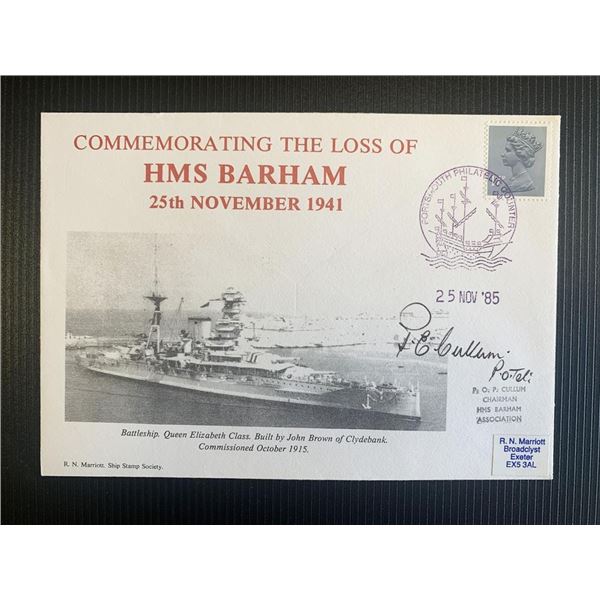 COMMEMORATING THE LOSS OF
HMS BARHAM
25th NOVEMBER 1941
PORTSMOUTH PHILATELIC COUNTER
25 NOV '85
P.E. Cullum.
P.O.Tel:
P. O. P: CULLUM
CHAIRMAN
HMS BARHAM
ASSOCIATION
Battleship. Queen Elizabeth Class. Built by John Brown of Clydebank.
Commissioned October 1915.
R. N. Marriott. Ship Stamp Society.
R. N. Marriott
Broadclyst
Exeter
EX5 3AL